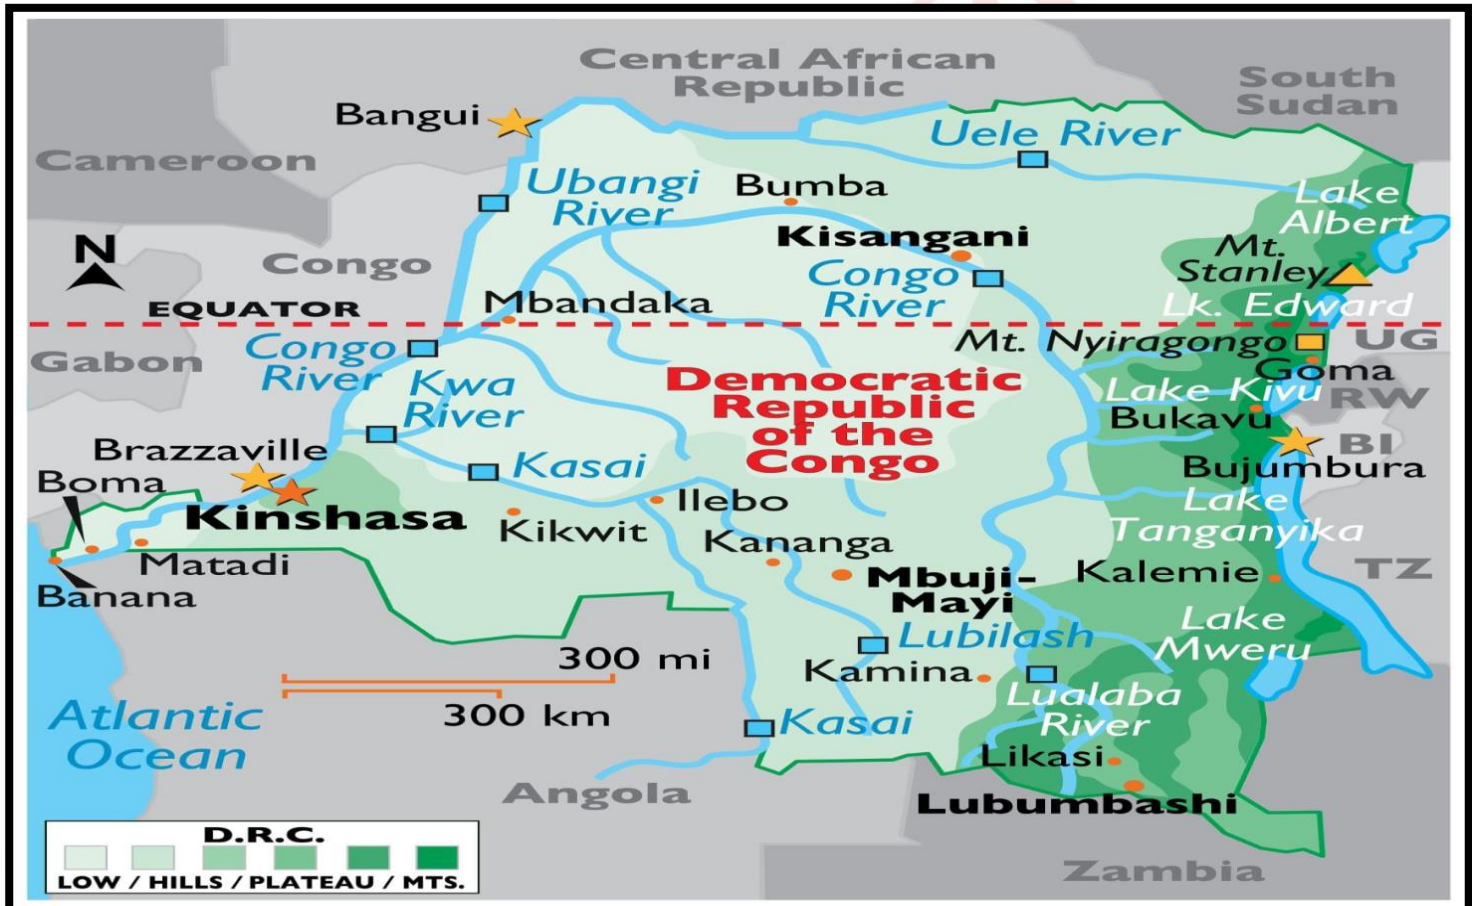 Central African
Republic
South
Sudan
Bangui
Cameroon
Uele River
Ubangi
River
Bumba
Lake
Albert
Kisangani
Mt.
Stanley
N
Congo
Congo
River
Lk. Edward
EQUATOR
Mbandaka
Gabon
Congo
River
Mt. Nyiragongo
UG
Kwa
River
Democratic
Republic
of the
Congo
Goma
Lake Kivu
RW
Bukavu
Brazzaville
BI
Bujumbura
Boma
Kasai
Kinshasa
Ilebo
Lake
Tanganyika
Kikwit
Kananga
Matadi
TZ
Banana
Mbuji-
Mayi
Kalemie
Lubilash
Lake
Mweru
300 mi
Kamina
300 km
Lualaba
River
Atlantic
Ocean
Kasai
Likasi
Angola
Lubumbashi
D.R.C.
LOW / HILLS / PLATEAU / MTS.
Zambia